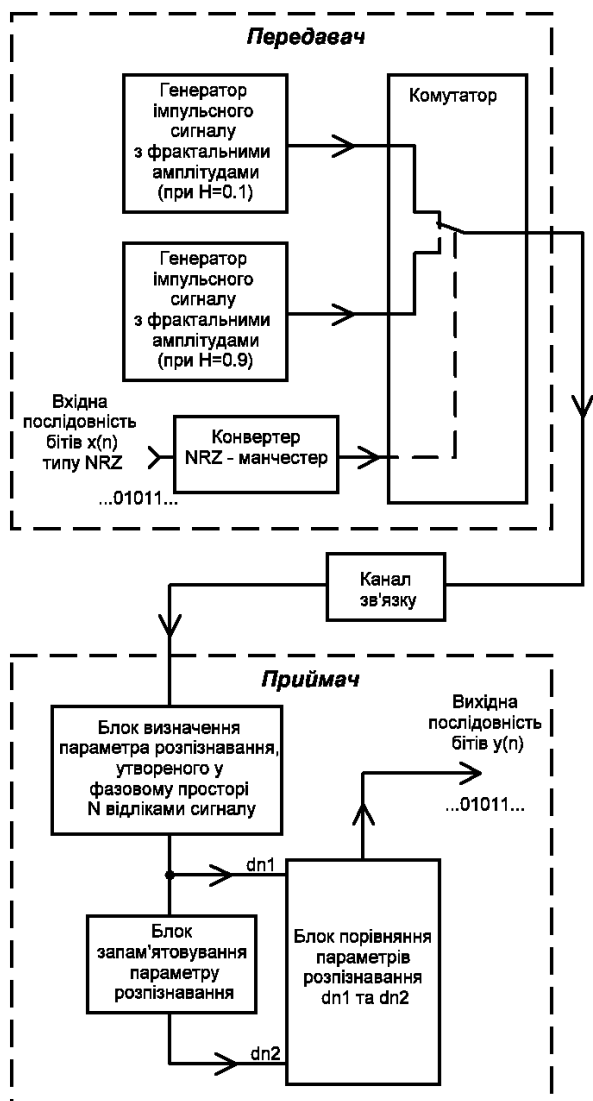 Передавач
Генератор
імпульсного
сигналу
з фрактальними
амплітудами
(при H=0.1)
Комутатор
Генератор
імпульсного
сигналу
з фрактальними
амплітудами
(при H=0.9)
Вхідна
послідовність
бітів x(n)
типу NRZ
...01011...
Конвертер
NRZ - манчестер
Канал
зв'язку
Приймач
Блок визначення
параметра розпізнавання,
утвореного у
фазовому просторі
N відліками сигналу
Вихідна
послідовність
бітів y(n)
...01011...
dn1
Блок
запам'ятовування
параметру
розпізнавання
Блок порівняння
параметрів
розпізнавання
dn1 та dn2
dn2